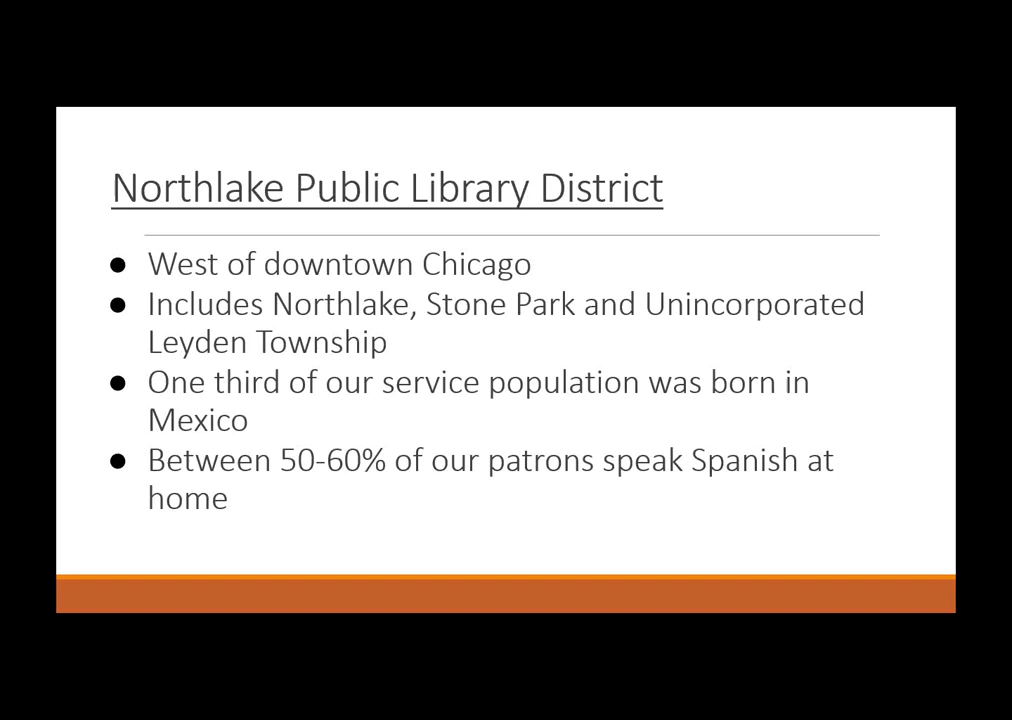 Northlake Public Library District
● West of downtown Chicago
● Includes Northlake, Stone Park and Unincorporated
Leyden Township
● One third of our service population was born in
Mexico
● Between 50-60% of our patrons speak Spanish at
home